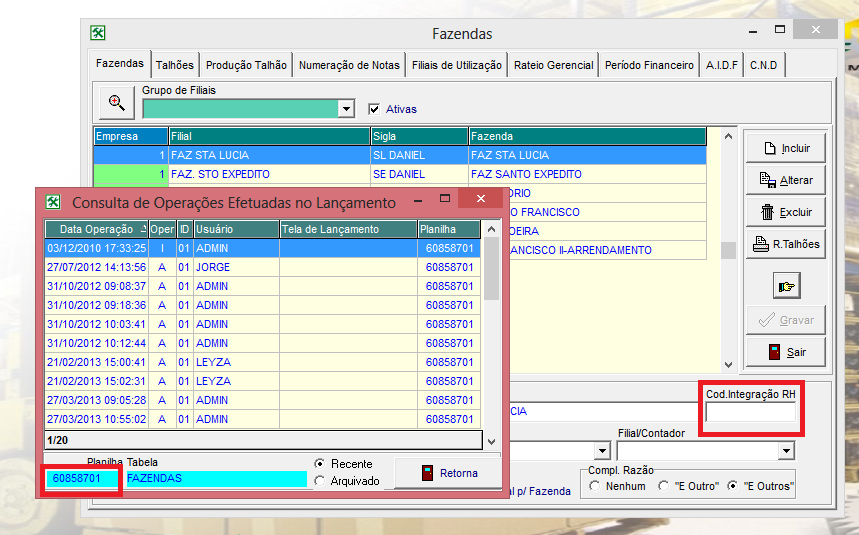 Fazendas
Fazendas Talhões Produção Talhão Numeração de Notas Filiais de Utilização Rateio Gerencial Período Financeiro A.I.D.F C.N.D
Grupo de Filiais
Ativas
Empresa Filial Sigla Fazenda
1 FAZ STA LUCIA SL DANIEL FAZ STA LUCIA
1 FAZ. STO EXPEDITO SE DANIEL FAZ SANTO EXPEDITO
ORIO
O FRANCISCO
OEIRA
ANCISCO II-ARRENDAMENTO
Incluir
Alterar
Excluir
R.Talhões
Gravar
Sair
Consulta de Operações Efetuadas no Lançamento
Data Operação Oper ID Usuário Tela de Lançamento Planilha
03/12/2010 17:33:25 I 01 ADMIN 60858701
27/07/2012 14:13:56 A 01 JORGE 60858701
31/10/2012 09:08:37 A 01 ADMIN 60858701
31/10/2012 09:18:36 A 01 ADMIN 60858701
31/10/2012 10:03:41 A 01 ADMIN 60858701
31/10/2012 10:12:44 A 01 ADMIN 60858701
21/02/2013 15:00:41 A 01 LEYZA 60858701
21/02/2013 15:02:31 A 01 LEYZA 60858701
27/03/2013 09:05:28 A 01 ADMIN 60858701
27/03/2013 10:55:02 A 01 ADMIN 60858701
1/20
Planilha Tabela
60858701 FAZENDAS
Recente
Arquivado
Retorna
Cod.Integração RH
CIA
Filial/Contador
al p/ Fazenda
Compl. Razão
Nenhum "E Outro" "E Outros"